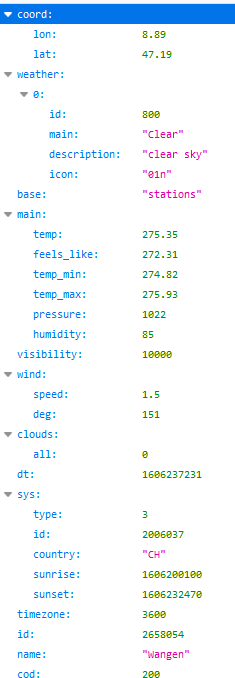 coord:
lon: 8.89
lat: 47.19
weather:
0:
id: 800
main: "Clear"
description: "clear sky"
icon: "01n"
base: "stations"
main:
temp: 275.35
feels_like: 272.31
temp_min: 274.82
temp_max: 275.93
pressure: 1022
humidity: 85
visibility: 10000
wind:
speed: 1.5
deg: 151
clouds:
all: 0
dt: 1606237231
sys:
type: 3
id: 2006037
country: "CH"
sunrise: 1606200100
sunset: 1606232470
timezone: 3600
id: 2658054
name: "Wangen"
cod: 200